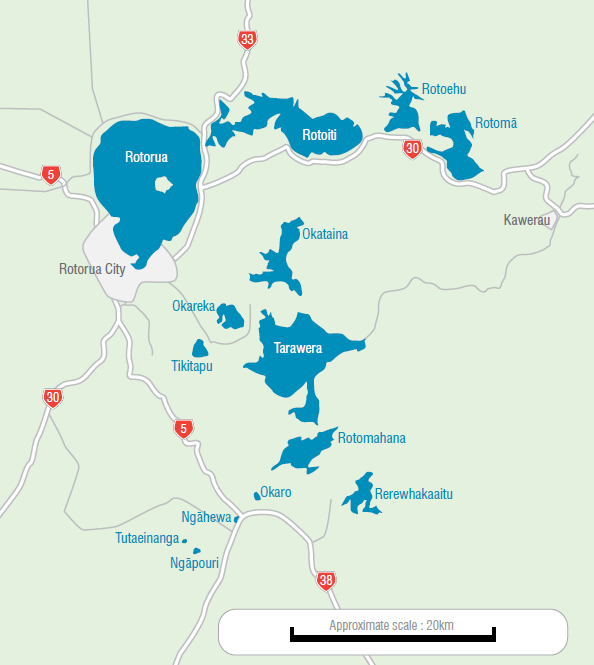 33
Rotoehu
Rotomā
Rotoiti
Rotorua
30
5
Kawerau
Okataina
Rotorua City
Okareka
Tarawera
Tikitapu
30
5
Rotomahana
Okaro
Rerewhakaaitu
Ngāhewa
Tutaeinanga
Ngāpouri
38
Approximate scale : 20km